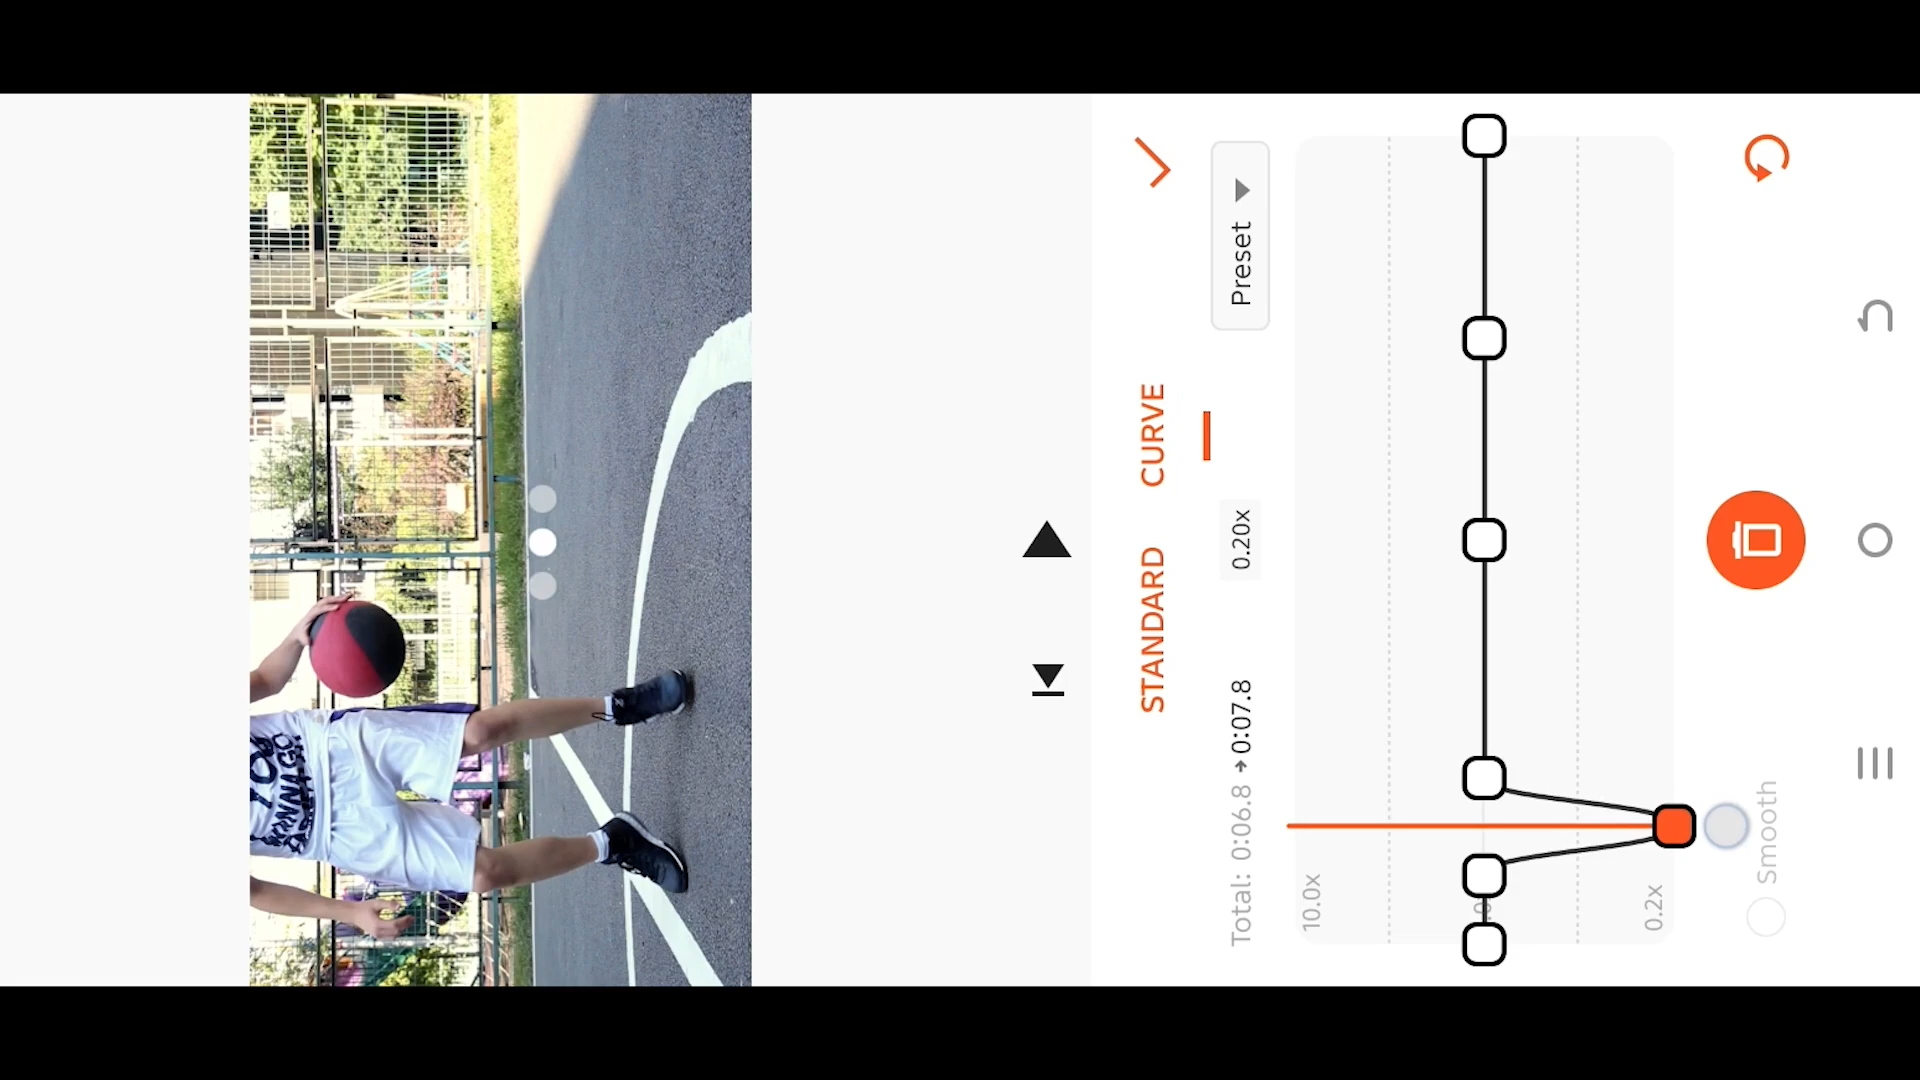 STANDARD CURVE
Total: 0:06.8 → 0:07.8
0.20x
Preset
10.0x
0.2x
Smooth